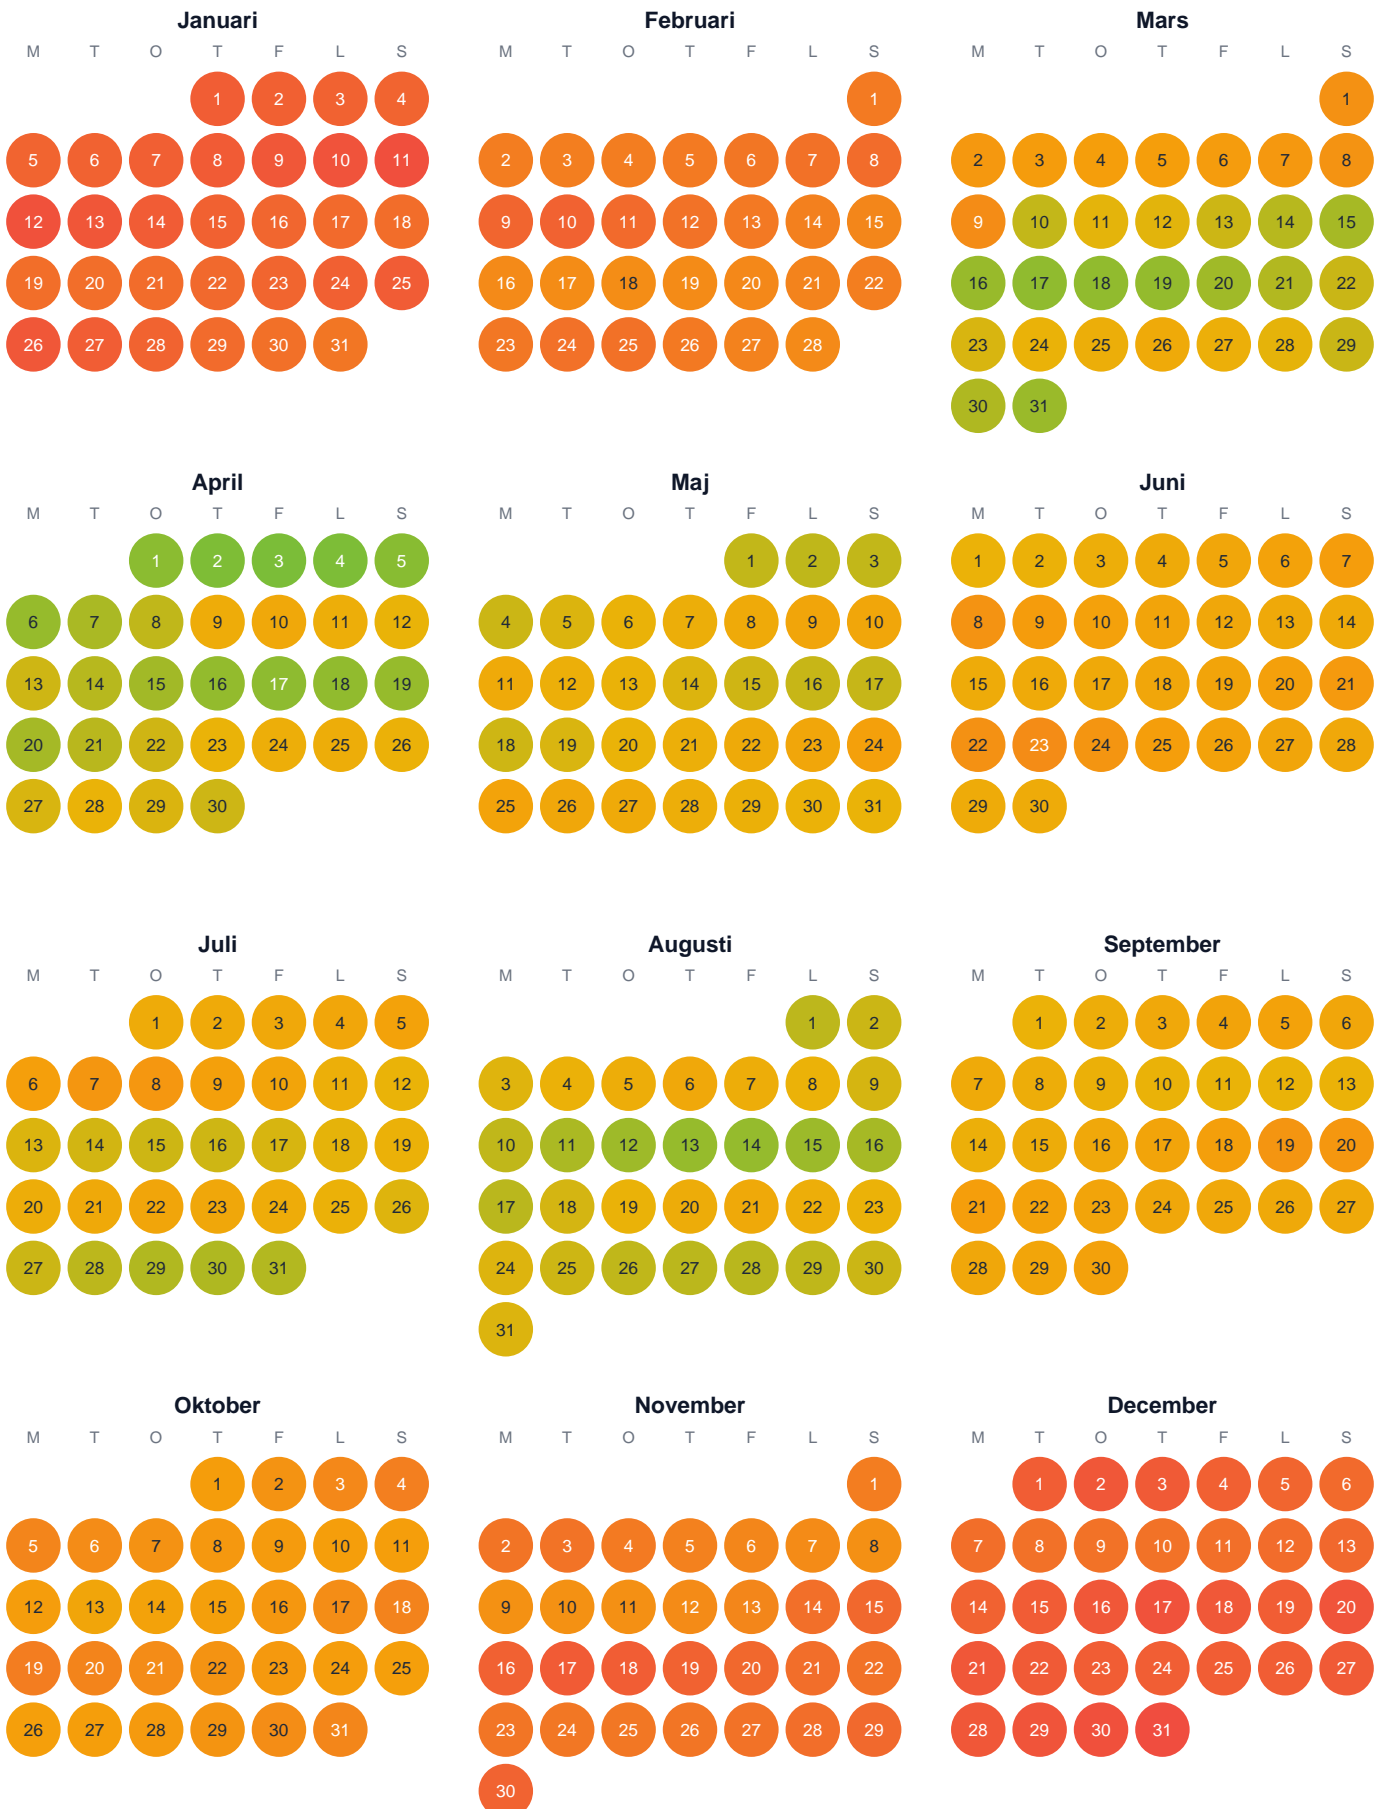 Januari Februari Mars
M T O T F L S M T O T F L S M T O T F L S
1 2 3 4 1 1
5 6 7 8 9 10 11 2 3 4 5 6 7 8 2 3 4 5 6 7 8
12 13 14 15 16 17 18 9 10 11 12 13 14 15 9 10 11 12 13 14 15
19 20 21 22 23 24 25 16 17 18 19 20 21 22 16 17 18 19 20 21 22
26 27 28 29 30 31 23 24 25 26 27 28 23 24 25 26 27 28 29
30 31
April Maj Juni
M T O T F L S M T O T F L S M T O T F L S
1 2 3 4 5 1 2 3 1 2 3 4 5 6 7
6 7 8 9 10 11 12 4 5 6 7 8 9 10 8 9 10 11 12 13 14
13 14 15 16 17 18 19 11 12 13 14 15 16 17 15 16 17 18 19 20 21
20 21 22 23 24 25 26 18 19 20 21 22 23 24 22 23 24 25 26 27 28
27 28 29 30 25 26 27 28 29 30 31 29 30
Juli Augusti September
M T O T F L S M T O T F L S M T O T F L S
1 2 3 4 5 1 2 1 2 3 4 5 6
6 7 8 9 10 11 12 3 4 5 6 7 8 9 7 8 9 10 11 12 13
13 14 15 16 17 18 19 10 11 12 13 14 15 16 14 15 16 17 18 19 20
20 21 22 23 24 25 26 17 18 19 20 21 22 23 21 22 23 24 25 26 27
27 28 29 30 31 24 25 26 27 28 29 30 28 29 30
31
Oktober November December
M T O T F L S M T O T F L S M T O T F L S
1 2 3 4 1 1 2 3 4 5 6
5 6 7 8 9 10 11 2 3 4 5 6 7 8 7 8 9 10 11 12 13
12 13 14 15 16 17 18 9 10 11 12 13 14 15 14 15 16 17 18 19 20
19 20 21 22 23 24 25 16 17 18 19 20 21 22 21 22 23 24 25 26 27
26 27 28 29 30 31 23 24 25 26 27 28 29 28 29 30 31
30